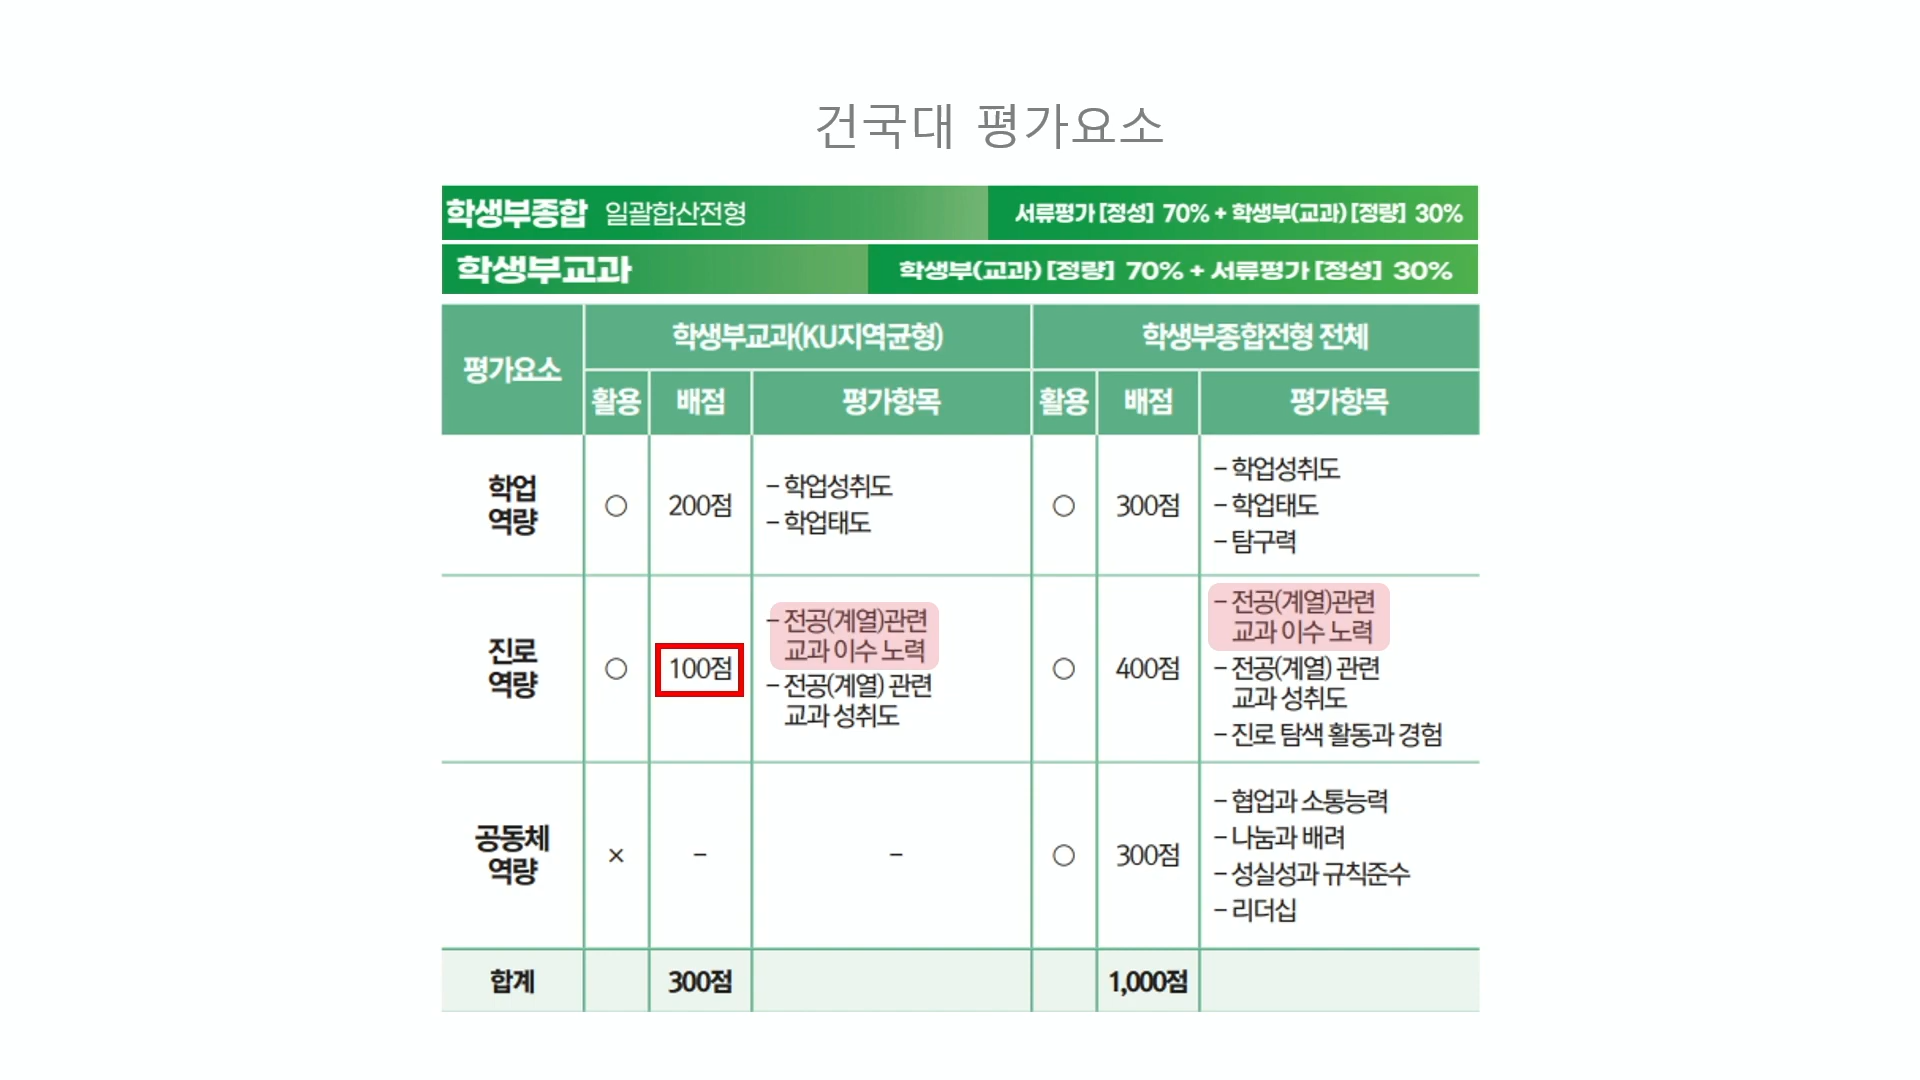 건국대 평가요소
학생부종합 일괄합산전형 서류평가 [정성] 70% + 학생부(교과) [정량] 30%
학생부교과 학생부(교과) [정량] 70% + 서류평가 [정성] 30%
평가요소 학생부교과(KU지역균형) 학생부종합전형 전체
활용 배점 평가항목 활용 배점 평가항목
학업
역량
○ 200점
– 학업성취도
– 학업태도
○ 300점
– 학업성취도
– 학업태도
– 탐구력
진로
역량
○ 100점
– 전공(계열)관련
교과 이수 노력
– 전공(계열) 관련
교과 성취도
○ 400점
– 전공(계열)관련
교과 이수 노력
– 전공(계열) 관련
교과 성취도
– 진로 탐색 활동과 경험
공동체
역량
× – –
○ 300점
– 협업과 소통능력
– 나눔과 배려
– 성실성과 규칙준수
– 리더십
합계 300점 1,000점